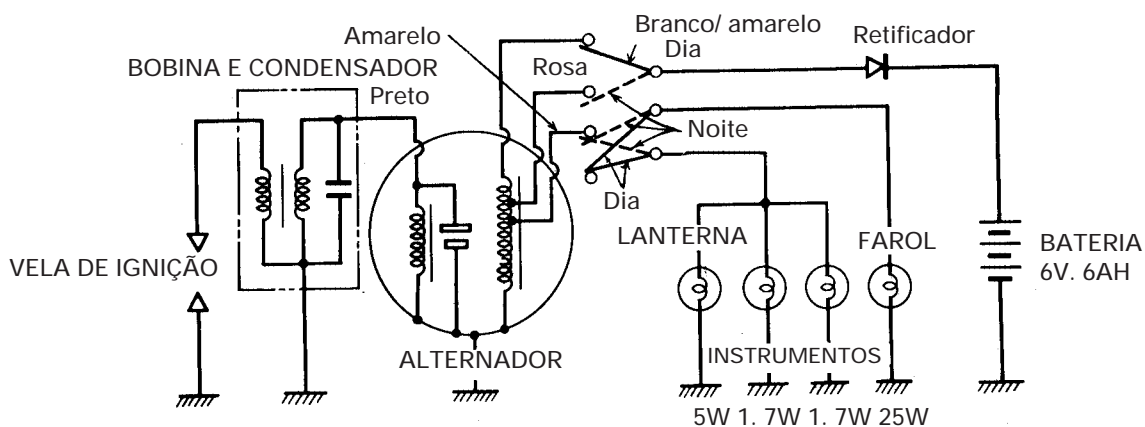 Branco/ amarelo
Dia
Amarelo
Retificador
BOBINA E CONDENSADOR
Preto
Rosa
Noite
Dia
LANTERNA
FAROL
BATERIA
6V. 6AH
VELA DE IGNIÇÃO
ALTERNADOR
INSTRUMENTOS
5W 1. 7W 1. 7W 25W